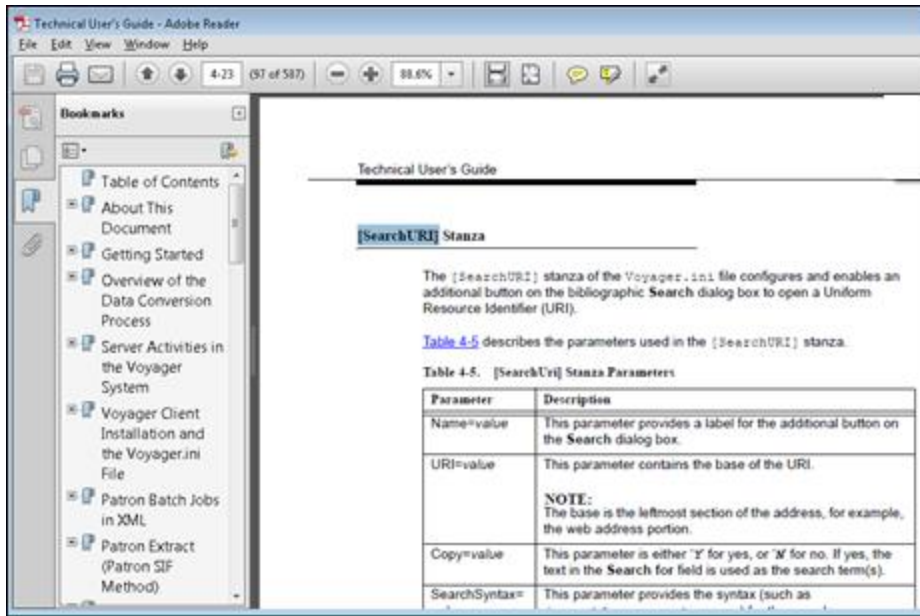 Technical User's Guide - Adobe Reader
File Edit View Window Help
4-23 (97 of 587) 88.6%
Bookmarks
Table of Contents
About This
Document
Getting Started
Overview of the
Data Conversion
Process
Server Activities in
the Voyager
System
Voyager Client
Installation and
the Voyager.ini
File
Patron Batch Jobs
in XML
Patron Extract
(Patron SIF
Method)
Technical User's Guide
[SearchURI] Stanza
The [SearchURI] stanza of the Voyager.ini file configures and enables an
additional button on the bibliographic Search dialog box to open a Uniform
Resource Identifier (URI).
Table 4-5 describes the parameters used in the [SearchURI] stanza.
Table 4-5. [SearchUri] Stanza Parameters
Parameter Description
Name=value This parameter provides a label for the additional button on
the Search dialog box.
URI=value This parameter contains the base of the URI.
NOTE:
The base is the leftmost section of the address, for example,
the web address portion.
Copy=value This parameter is either "Y" for yes, or "N" for no. If yes, the
text in the Search for field is used as the search term(s).
SearchSyntax= This parameter provides the syntax (such as